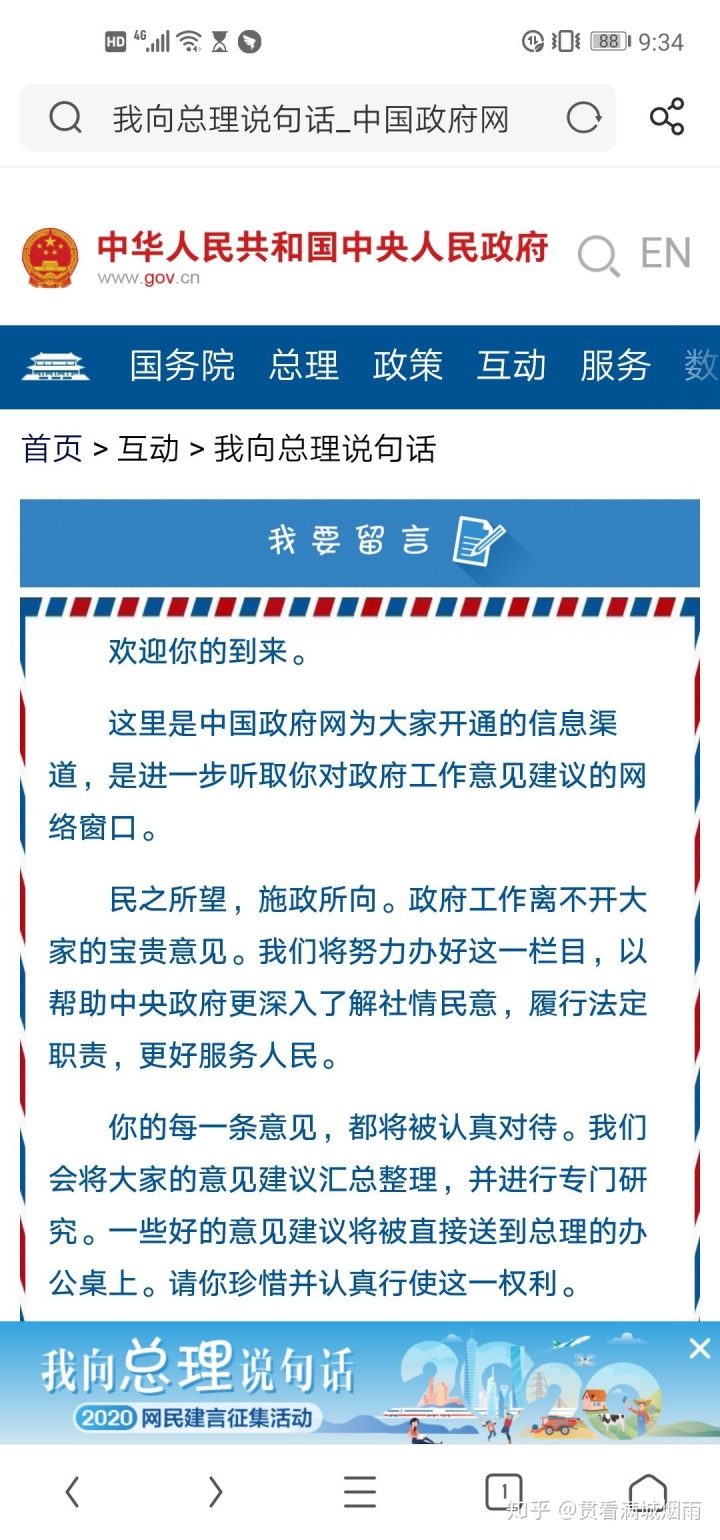 HD 4G 88 9:34
我向总理说句话_中国政府网
中华人民共和国中央人民政府
www.gov.cn
EN
国务院 总理 政策 互动 服务 数
首页 > 互动 > 我向总理说句话
我要留言
欢迎你的到来。
这里是中国政府网为大家开通的信息渠
道，是进一步听取你对政府工作意见建议的网
络窗口。
民之所望，施政所向。政府工作离不开大
家的宝贵意见。我们将努力办好这一栏目，以
帮助中央政府更深入了解社情民意，履行法定
职责，更好服务人民。
你的每一条意见，都将被认真对待。我们
会将大家的意见建议汇总整理，并进行专门研
究。一些好的意见建议将被直接送到总理的办
公桌上。请你珍惜并认真行使这一权利。
我向总理说句话
2020 网民建言征集活动
2020
1
知乎 @贯看满城烟雨